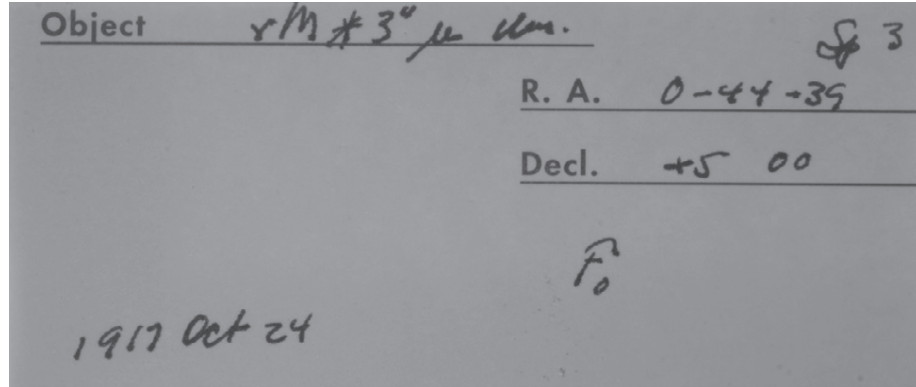 Object vM * 3" μ
Sp 3
R. A. 0-44-39
Decl. +5 00
F0
1917 Oct 24